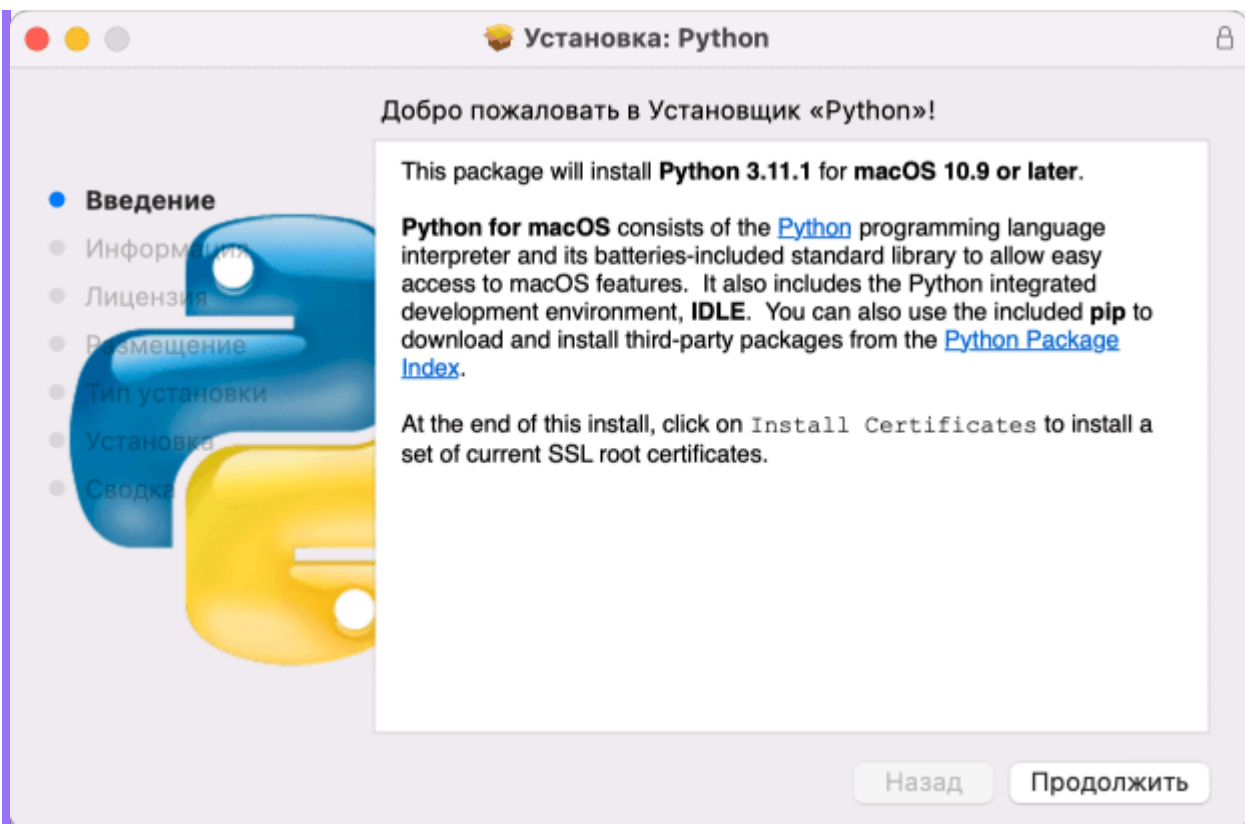 Установка: Python
Добро пожаловать в Установщик «Python»!
Введение
Информация
Лицензия
Размещение
Тип установки
Установка
Сводка
This package will install Python 3.11.1 for macOS 10.9 or later.
Python for macOS consists of the Python programming language
interpreter and its batteries-included standard library to allow easy
access to macOS features.  It also includes the Python integrated
development environment, IDLE.  You can also use the included pip to
download and install third-party packages from the Python Package
Index.
At the end of this install, click on Install Certificates to install a
set of current SSL root certificates.
Назад
Продолжить